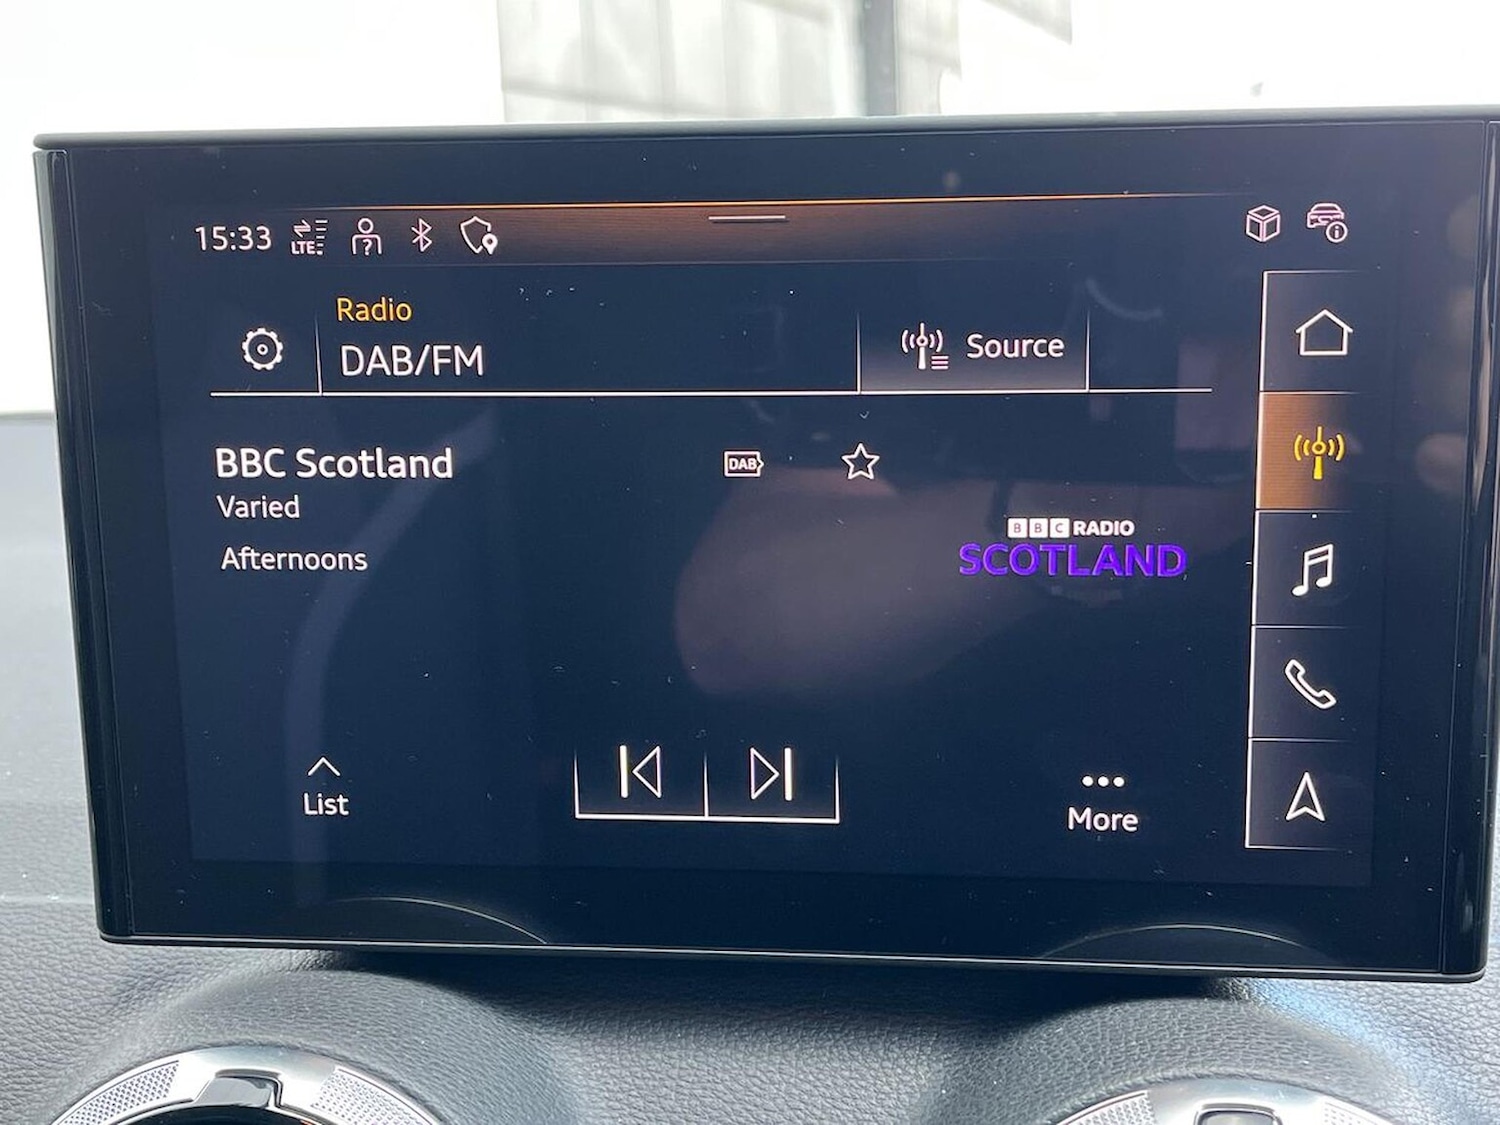 15:33
LTE
?
i
Radio
DAB/FM
Source
BBC Scotland
DAB
Varied
Afternoons
BBC RADIO
SCOTLAND
List
More